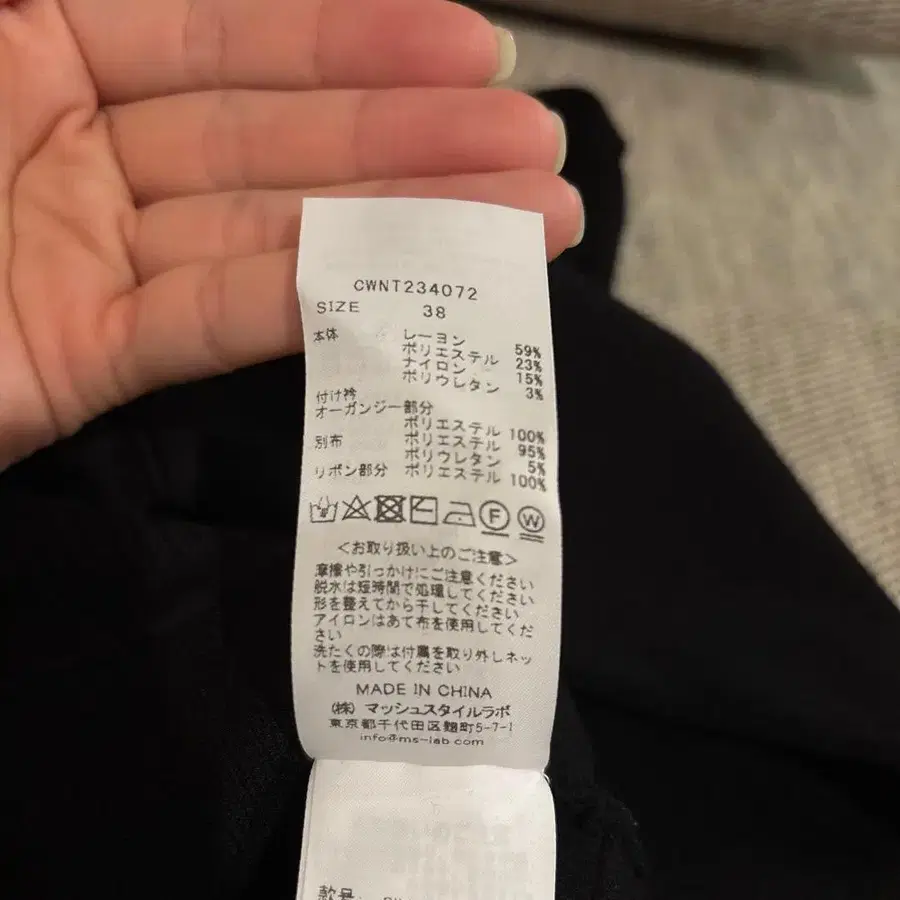 CWNT234072
SIZE 38
本体 レーヨン 59%
ポリエステル 23%
ナイロン 15%
ポリウレタン 3%
付け衿
オーガンジー部分
ポリエステル 100%
別布 ポリエステル 95%
ポリウレタン 5%
リボン部分 ポリエステル 100%
F W
<お取り扱い上のご注意>
摩擦や引っかけにご注意ください
脱水は短時間で処理してください
形を整えてから干してください
アイロンはあて布を使用してくだ
さい
洗たくの際は付属を取り外しネッ
トを使用してください
MADE IN CHINA
(株) マッシュスタイルラボ
東京都千代田区麹町5-7-1
info@ms-lab.com
款号: